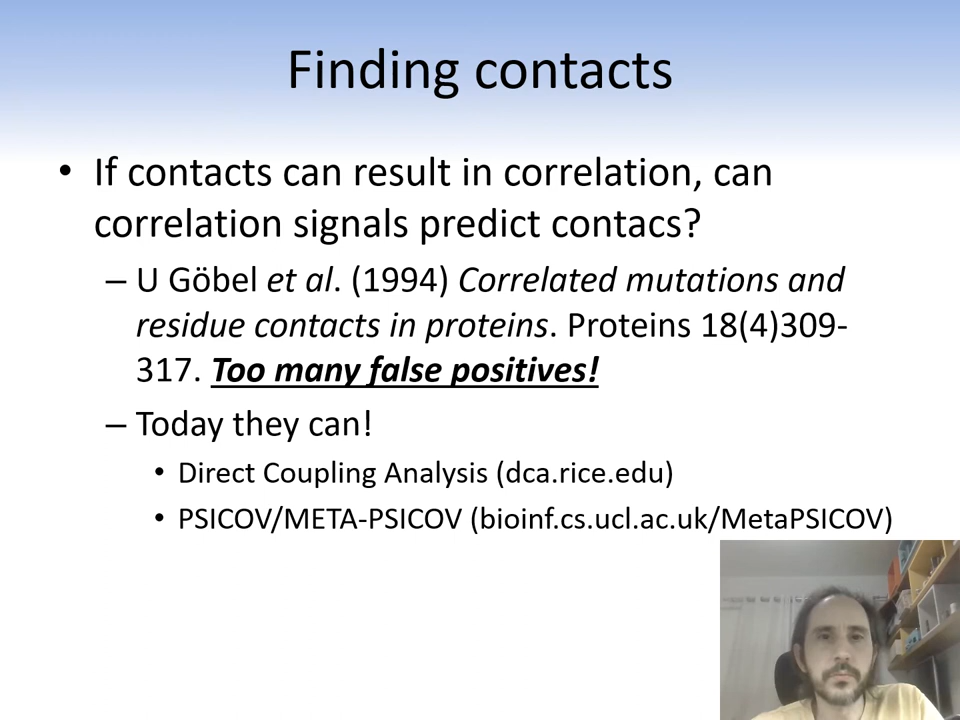 Finding contacts
• If contacts can result in correlation, can
correlation signals predict contacs?
– U Göbel et al. (1994) Correlated mutations and
residue contacts in proteins. Proteins 18(4)309-
317. Too many false positives!
– Today they can!
• Direct Coupling Analysis (dca.rice.edu)
• PSICOV/META-PSICOV (bioinf.cs.ucl.ac.uk/MetaPSICOV)